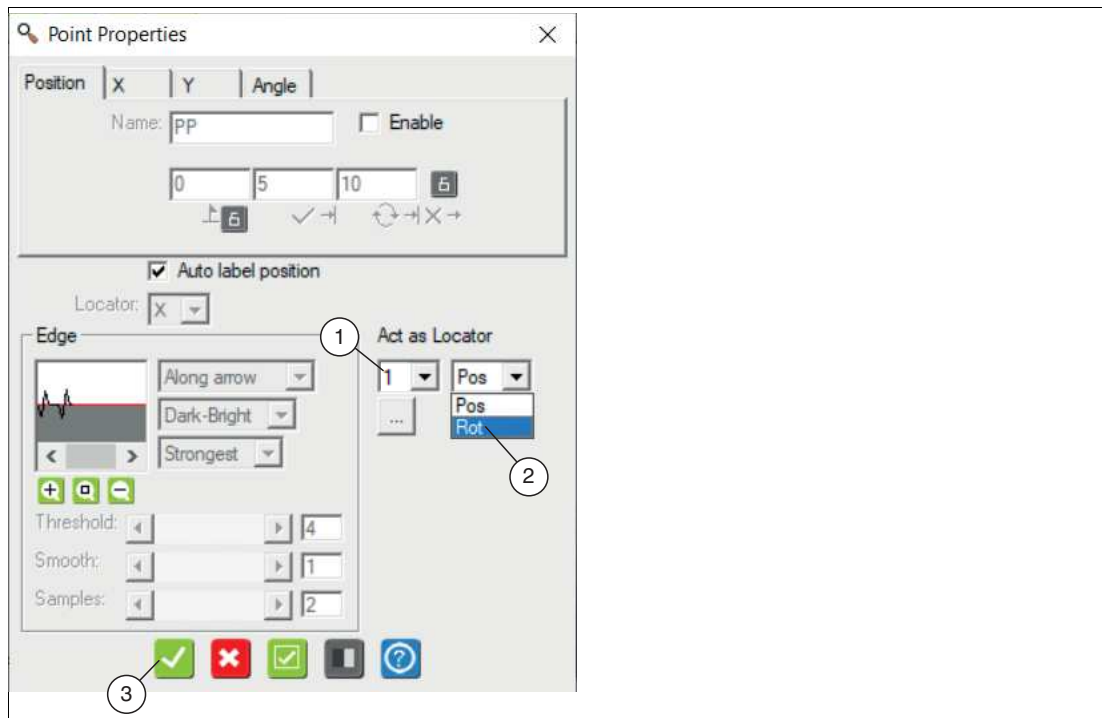 Point Properties
Position X Y Angle
Name: PP Enable
0 5 10
Auto label position
Locator: X
Edge 1 Act as Locator
Along arrow 1 Pos
Dark-Bright ... Pos
Rot
Strongest
2
Threshold: 4
Smooth: 1
Samples: 2
3